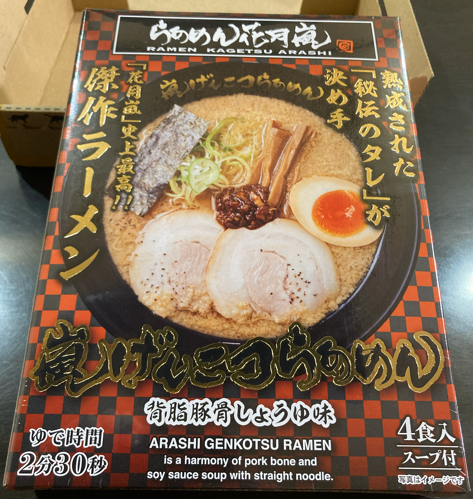 らあめん花月嵐
RAMEN KAGETSU ARASHI
嵐げんこつらあめん
熟成された
『秘伝のタレ』が
決め手
『花月嵐』史上最高!!
傑作ラーメン
嵐げんこつらあめん
背脂豚骨しょうゆ味
ゆで時間
2分30秒
ARASHI GENKOTSU RAMEN
is a harmony of pork bone and
soy sauce soup with straight noodle.
4食入
スープ付
写真はイメージです